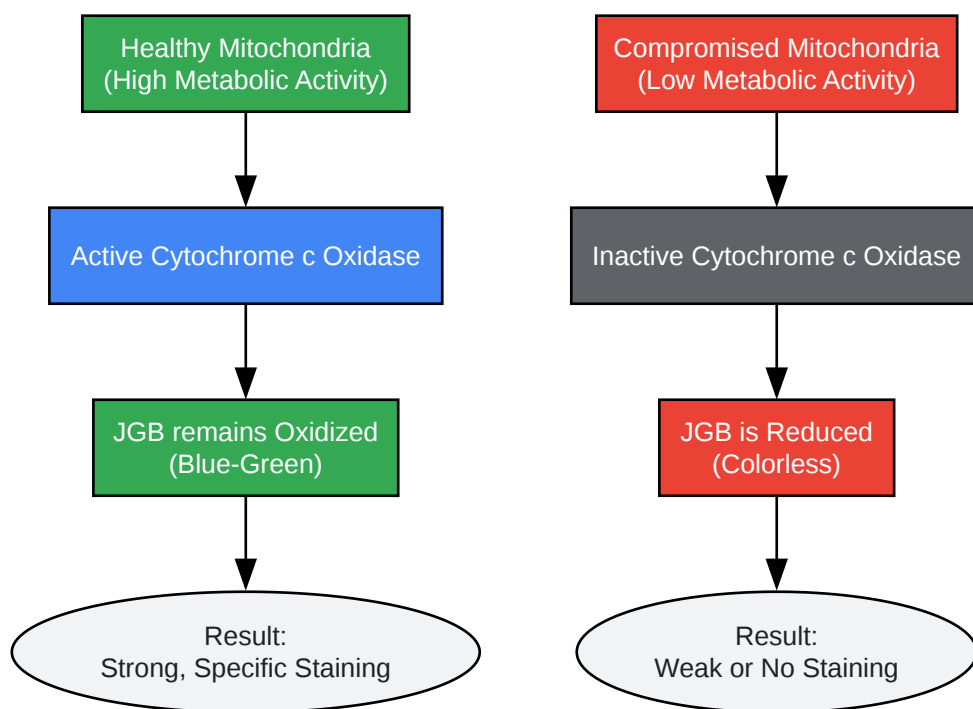 Healthy Mitochondria
(High Metabolic Activity)
Active Cytochrome c Oxidase
JGB remains Oxidized
(Blue-Green)
Result:
Strong, Specific Staining
Compromised Mitochondria
(Low Metabolic Activity)
Inactive Cytochrome c Oxidase
JGB is Reduced
(Colorless)
Result:
Weak or No Staining